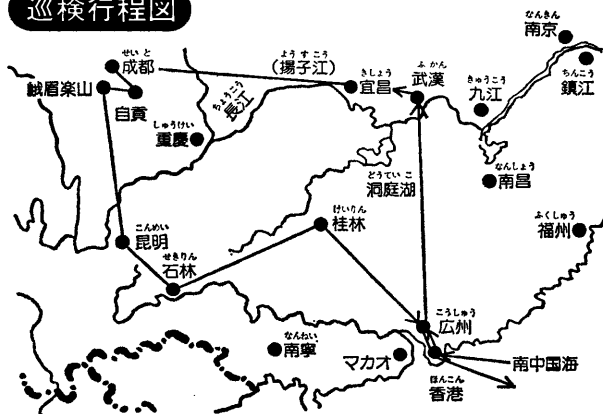 巡検行程図
なんきん
南京
せいと
成都
ようすこう
(揚子江)
きしょう
宜昌
ふかん
武漢
きゅうこう
九江
ちんこう
鎮江
峨眉楽山
自貢
ちょうこう
長江
しゅうけい
重慶
どうていこ
洞庭湖
なんしょう
南昌
けいりん
桂林
ふくしゅう
福州
こんめい
昆明
せきりん
石林
こうしゅう
広州
なんねい
南寧
マカオ
南中国海
ほんこん
香港